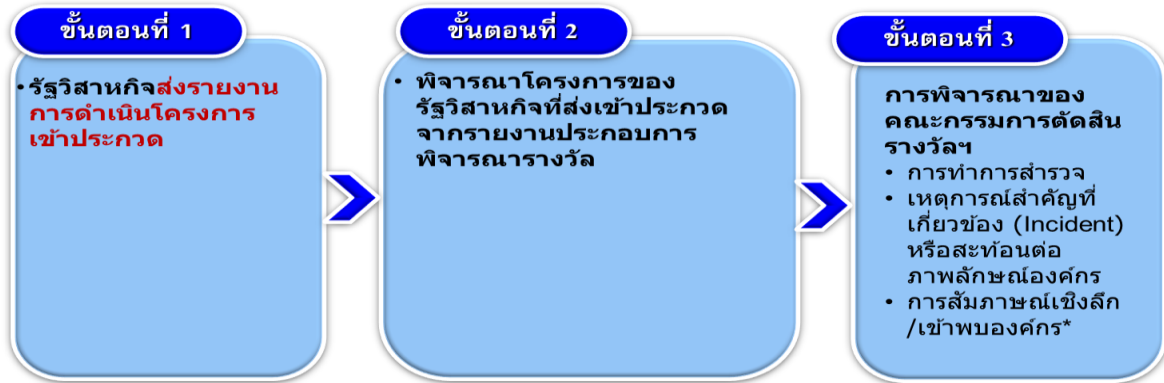 ขั้นตอนที่ 1
• รัฐวิสาหกิจส่งรายงาน
การดำเนินโครงการ
เข้าประกวด
ขั้นตอนที่ 2
• พิจารณาโครงการของ
รัฐวิสาหกิจที่ส่งเข้าประกวด
จากรายงานประกอบการ
พิจารณารางวัล
ขั้นตอนที่ 3
การพิจารณาของ
คณะกรรมการตัดสิน
รางวัลฯ
• การทำการสำรวจ
• เหตุการณ์สำคัญที่
เกี่ยวข้อง (Incident)
หรือสะท้อนต่อ
ภาพลักษณ์องค์กร
• การสัมภาษณ์เชิงลึก
/เข้าพบองค์กร*